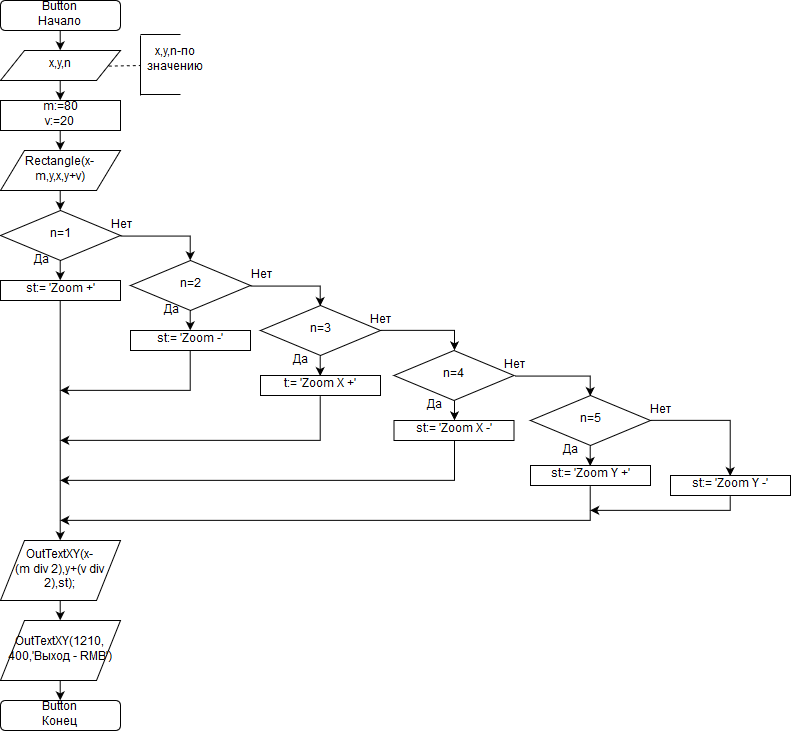 Button
Начало
x,y,n
x,y,n-по
значению
m:=80
v:=20
Rectangle(x-
m,y,x,y+v)
n=1
Нет
Да
st:= 'Zoom +'
n=2
Нет
Да
st:= 'Zoom -'
n=3
Нет
Да
t:= 'Zoom X +'
n=4
Нет
Да
st:= 'Zoom X -'
n=5
Нет
Да
st:= 'Zoom Y +'
st:= 'Zoom Y -'
OutTextXY(x-
(m div 2),y+(v div
2),st);
OutTextXY(1210,
400,'Выход - RMB')
Button
Конец